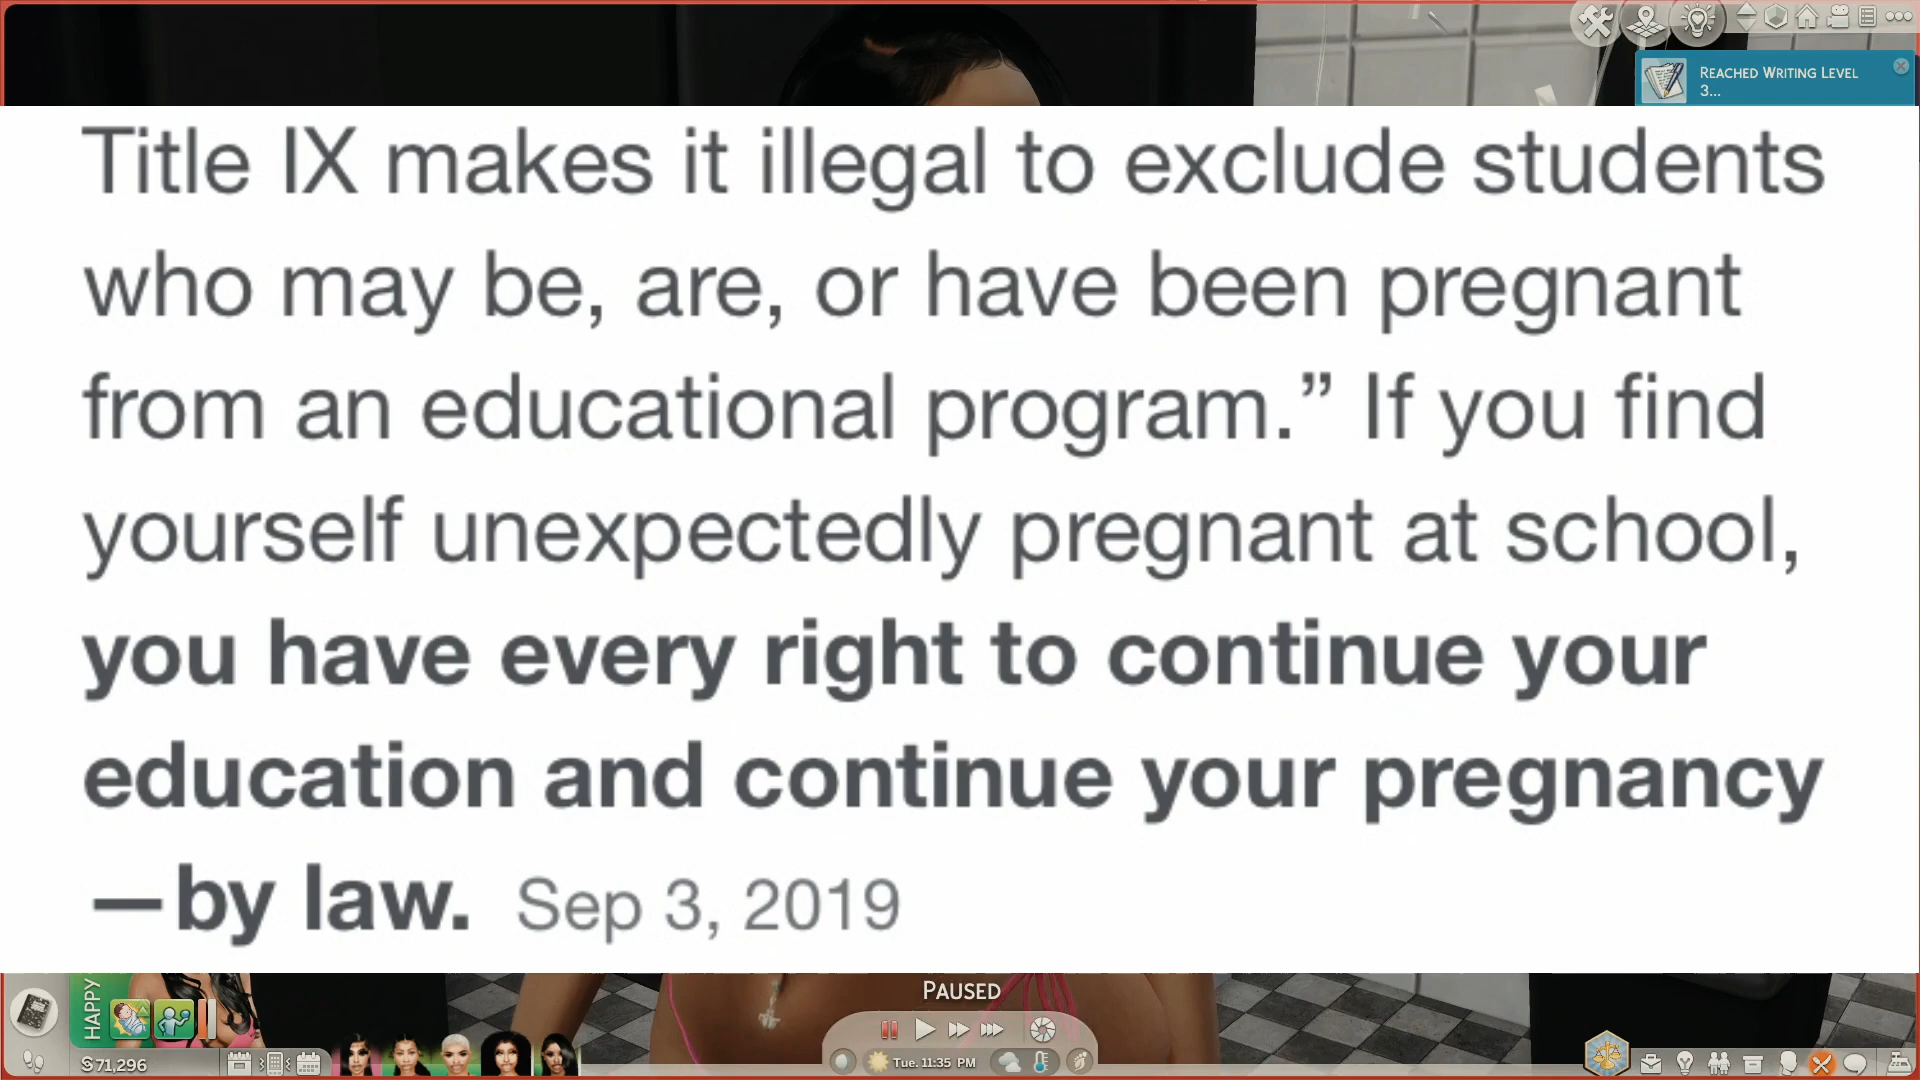 REACHED WRITING LEVEL
3...
Title IX makes it illegal to exclude students
who may be, are, or have been pregnant
from an educational program.” If you find
yourself unexpectedly pregnant at school,
you have every right to continue your
education and continue your pregnancy
—by law. Sep 3, 2019
PAUSED
HAPPY
§71,296
Tue. 11:35 PM